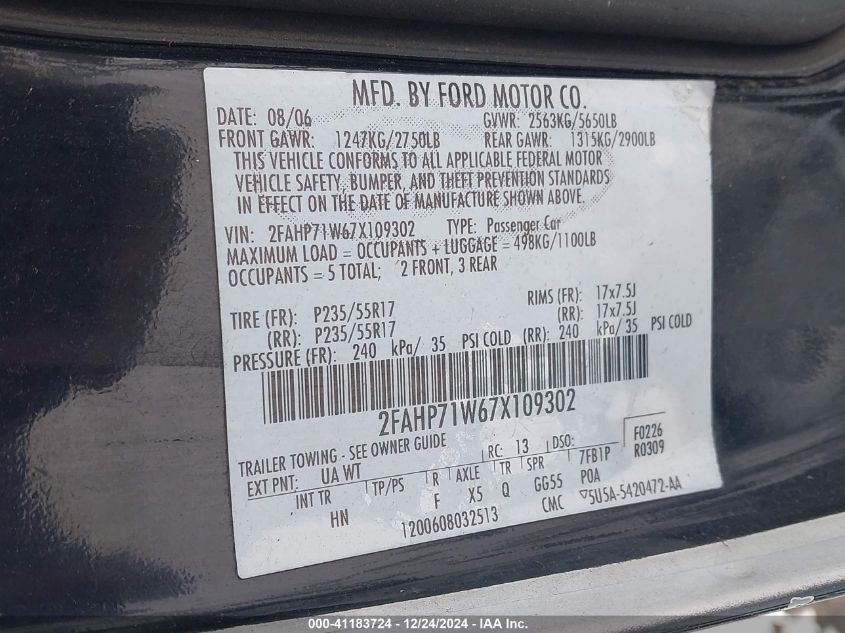 MFD. BY FORD MOTOR CO.
DATE: 08/06 GVWR: 2563KG/5650LB
FRONT GAWR: 1247KG/2750LB REAR GAWR: 1315KG/2900LB
THIS VEHICLE CONFORMS TO ALL APPLICABLE FEDERAL MOTOR
VEHICLE SAFETY, BUMPER, AND THEFT PREVENTION STANDARDS
IN EFFECT ON THE DATE OF MANUFACTURE SHOWN ABOVE.
VIN: 2FAHP71W67X109302 TYPE: Passenger Car
MAXIMUM LOAD = OCCUPANTS + LUGGAGE = 498KG/1100LB
OCCUPANTS = 5 TOTAL; 2 FRONT, 3 REAR
TIRE (FR): P235/55R17 RIMS (FR): 17x7.5J
(RR): P235/55R17 (RR): 17x7.5J
PRESSURE (FR): 240 kPa/ 35 PSI COLD (RR): 240 kPa/ 35 PSI COLD
2FAHP71W67X109302
TRAILER TOWING - SEE OWNER GUIDE RC: 13 DSO: F0226
EXT PNT: UA WT 7FB1P R0309
INT TR TP/PS R AXLE TR SPR POA
HN F X5 Q GG55 CMC ▽5U5A-5420472-AA
1200608032513
000-41183724 - 12/24/2024 - IAA Inc.